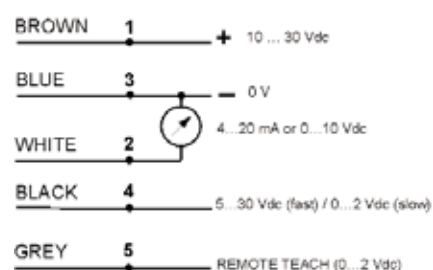 BROWN 1 + 10 ... 30 Vdc
BLUE 3 − 0 V
4...20 mA or 0...10 Vdc
WHITE 2
BLACK 4 5...30 Vdc (fast) / 0...2 Vdc (slow)
GREY 5 REMOTE TEACH (0...2 Vdc)